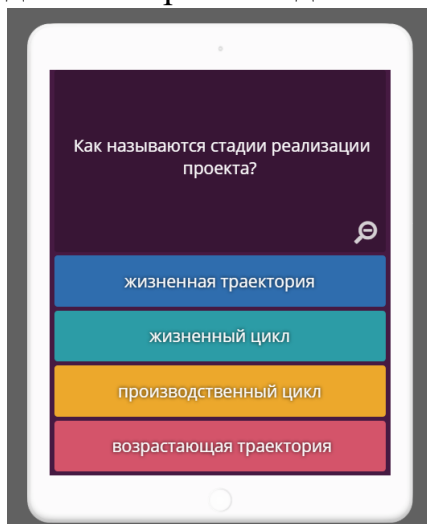 Как называются стадии реализации
проекта?
жизненная траектория
жизненный цикл
производственный цикл
возрастающая траектория